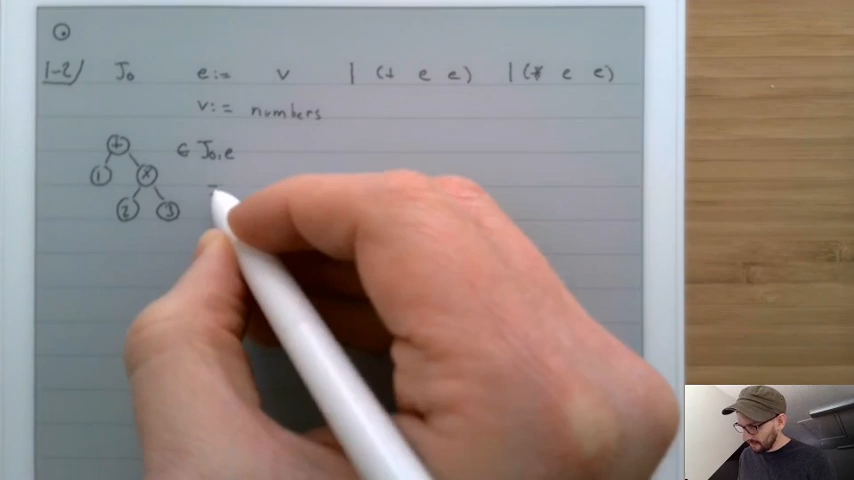 1-2/ J₀ e:= v | (+ e e) | (* e e)
v:= numbers
+ ∈ J₀.e
1 *
2 3